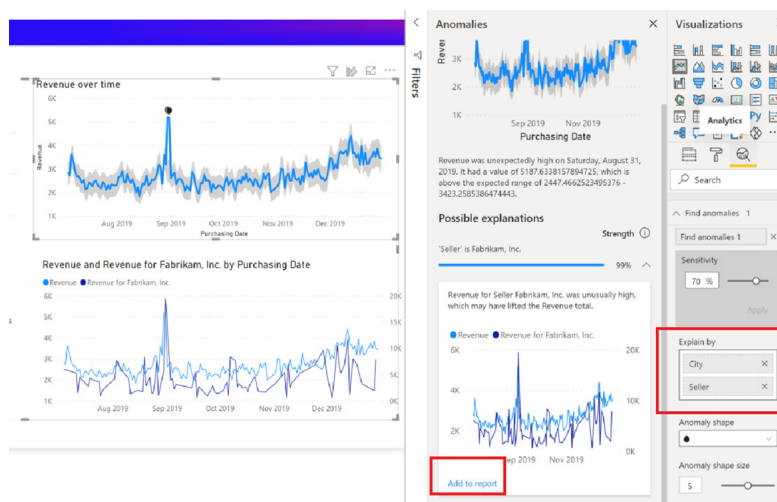 Revenue over time
6K
5K
4K
3K
2K
1K
Revenue
Aug 2019 Sep 2019 Oct 2019 Nov 2019 Dec 2019
Purchasing Date
Revenue and Revenue for Fabrikam, Inc. by Purchasing Date
Revenue Revenue for Fabrikam, Inc.
6K 20K
5K 15K
4K
3K 10K
2K 5K
1K 0K
Aug 2019 Sep 2019 Oct 2019 Nov 2019 Dec 2019
Filters
Anomalies
3K
2K
1K
Sep 2019 Nov 2019
Purchasing Date
Revenue was unexpectedly high on Saturday, August 31,
2019. It had a value of 5187.6338157894725, which is
above the expected range of 2447.4662523495376 -
3423.2585386474443.
Possible explanations
Strength
'Seller' is Fabrikam, Inc.
99%
Revenue for Seller Fabrikam, Inc. was unusually high,
which may have lifted the Revenue total.
Revenue Revenue for Fabrikam, Inc.
6K 20K
4K 10K
2K
0K
Sep 2019 Nov 2019
Add to report
Visualizations
Analytics
Py
Search
Find anomalies 1
Find anomalies 1
Sensitivity
70 %
Apply
Explain by
City
Seller
Anomaly shape
Anomaly shape size
5